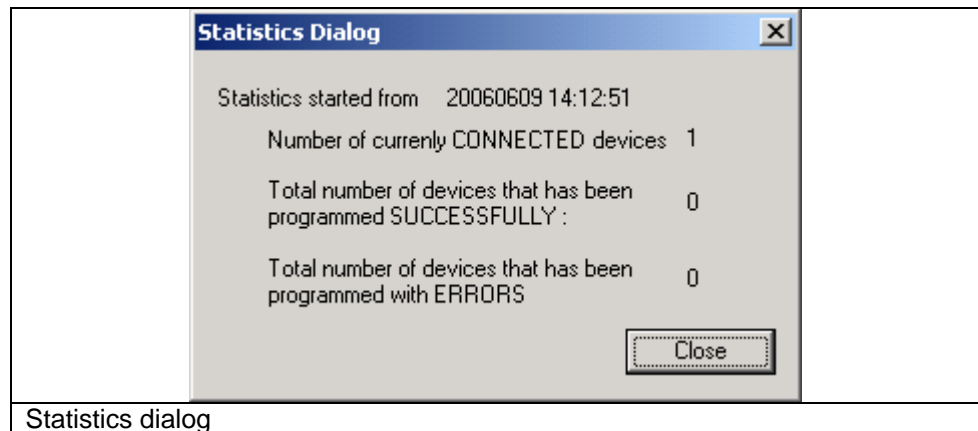 Statistics Dialog
Statistics started from 20060609 14:12:51
Number of currenly CONNECTED devices 1
Total number of devices that has been
programmed SUCCESSFULLY : 0
Total number of devices that has been
programmed with ERRORS 0
Close
Statistics dialog